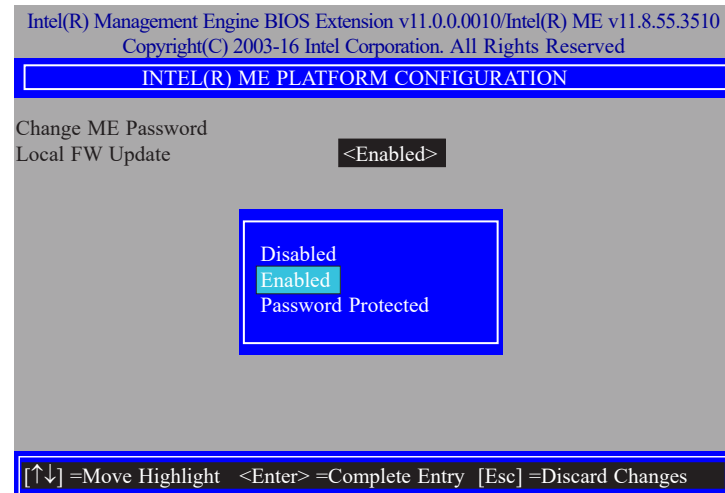 Intel(R) Management Engine BIOS Extension v11.0.0.0010/Intel(R) ME v11.8.55.3510
Copyright(C) 2003-16 Intel Corporation. All Rights Reserved
INTEL(R) ME PLATFORM CONFIGURATION
Change ME Password
Local FW Update <Enabled>
Disabled
Enabled
Password Protected
[↑↓] =Move Highlight <Enter> =Complete Entry [Esc] =Discard Changes